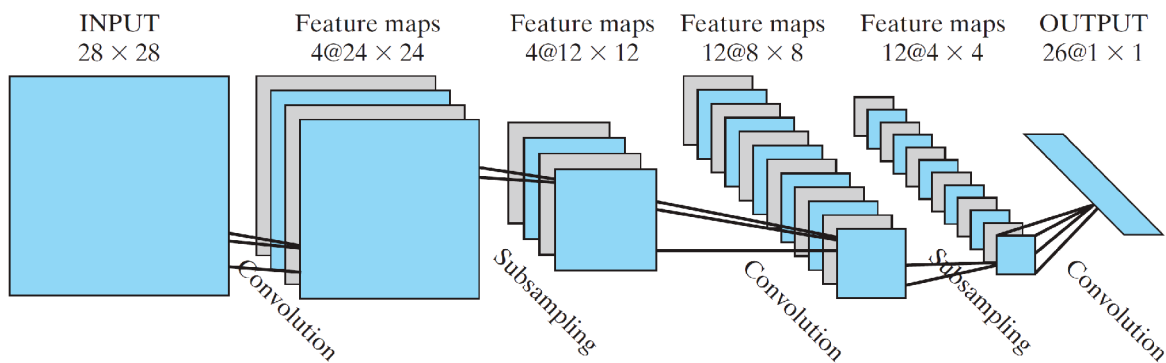 INPUT
28 × 28
Feature maps
4@24 × 24
Feature maps
4@12 × 12
Feature maps
12@8 × 8
Feature maps
12@4 × 4
OUTPUT
26@1 × 1
Convolution
Subsampling
Convolution
Subsampling
Convolution